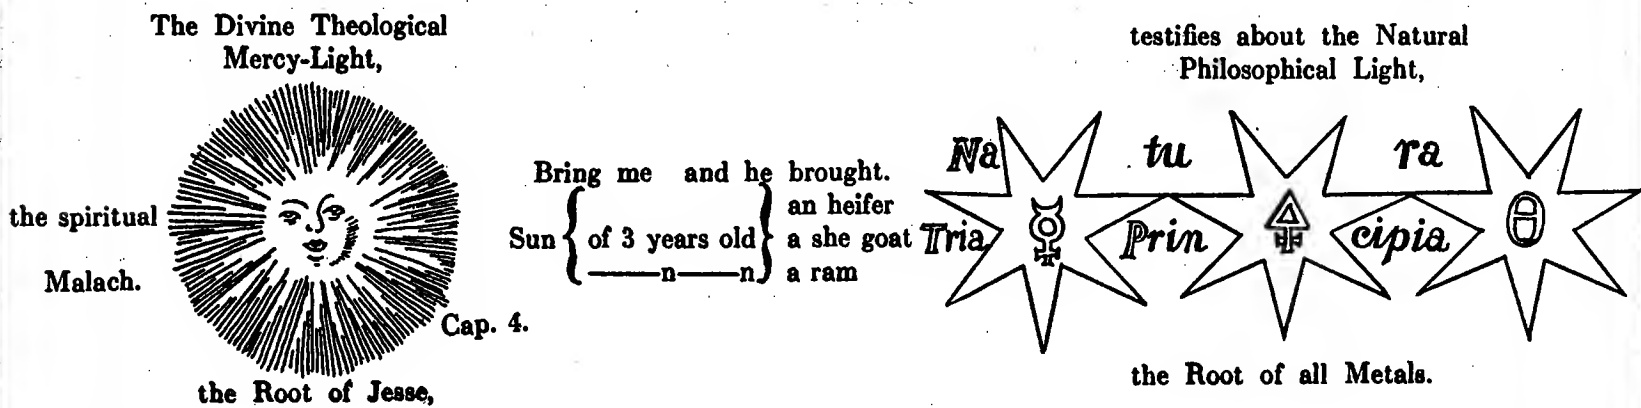 The Divine Theological
Mercy-Light,
the spiritual
Malach.
Cap. 4.
the Root of Jesse,
Bring me and he brought.
an heifer
Sun of 3 years old a she goat
n n a ram
testifies about the Natural
Philosophical Light,
Na tu ra
Tria Prin cipia
the Root of all Metals.